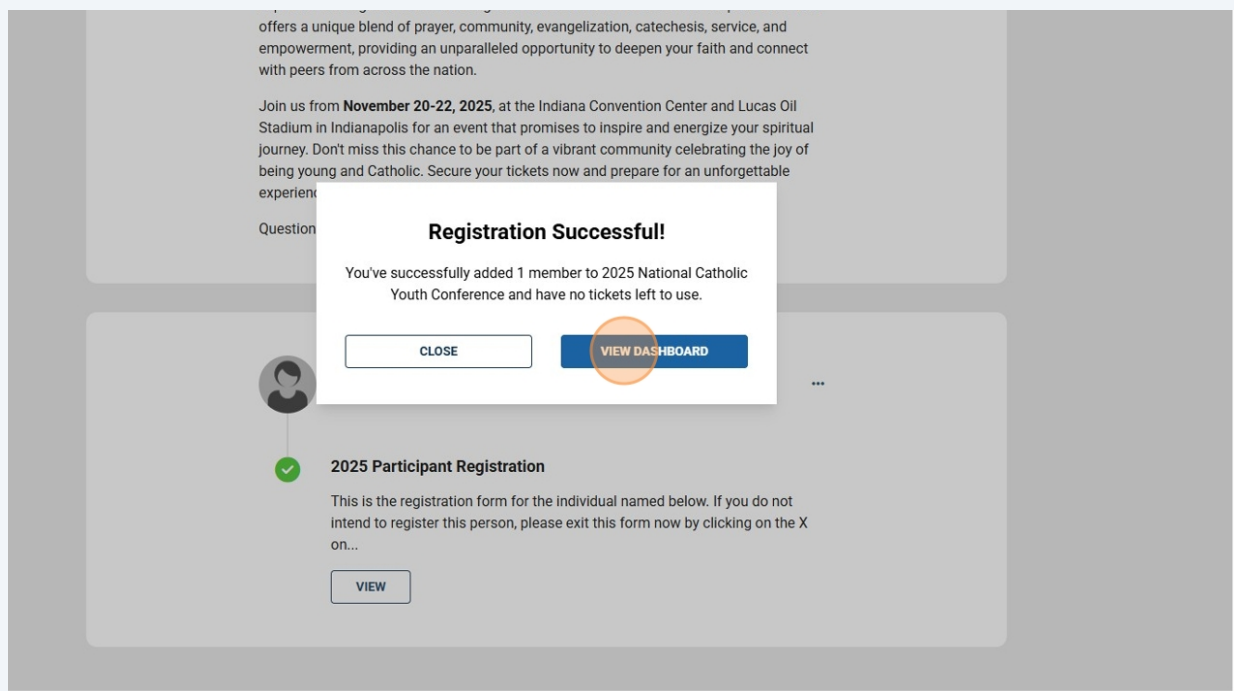 offers a unique blend of prayer, community, evangelization, catechesis, service, and
empowerment, providing an unparalleled opportunity to deepen your faith and connect
with peers from across the nation.
Join us from November 20-22, 2025, at the Indiana Convention Center and Lucas Oil
Stadium in Indianapolis for an event that promises to inspire and energize your spiritual
journey. Don't miss this chance to be part of a vibrant community celebrating the joy of
being young and Catholic. Secure your tickets now and prepare for an unforgettable
experienc
Question
Registration Successful!
You've successfully added 1 member to 2025 National Catholic
Youth Conference and have no tickets left to use.
CLOSE
VIEW DASHBOARD
2025 Participant Registration
This is the registration form for the individual named below. If you do not
intend to register this person, please exit this form now by clicking on the X
on...
VIEW